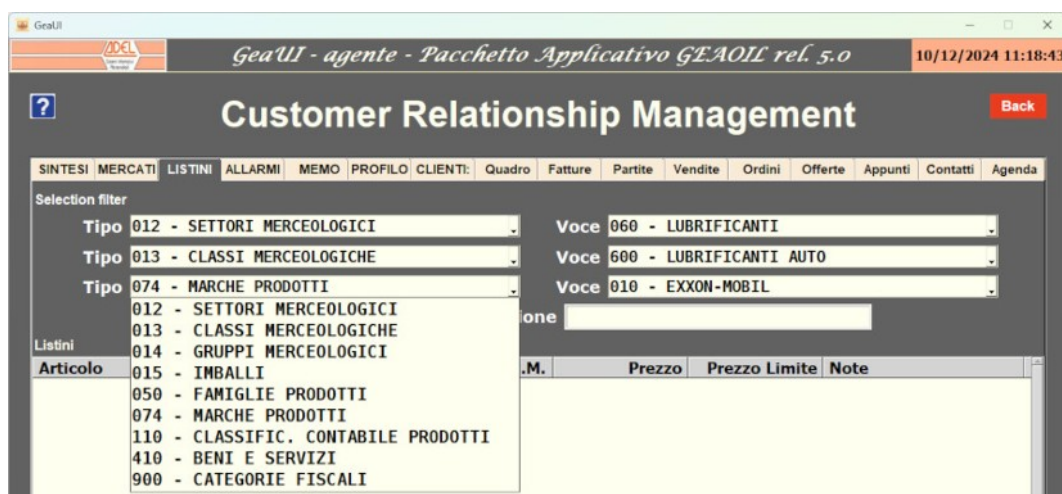 GeaUI
ADEL
GeaUI - agente - Pacchetto Applicativo GEAOIL rel. 5.0
10/12/2024 11:18:43
?
Customer Relationship Management
Back
SINTESI MERCATI LISTINI ALLARMI MEMO PROFILO CLIENTI: Quadro Fatture Partite Vendite Ordini Offerte Appunti Contatti Agenda
Selection filter
Tipo 012 - SETTORI MERCEOLOGICI Voce 060 - LUBRIFICANTI
Tipo 013 - CLASSI MERCEOLOGICHE Voce 600 - LUBRIFICANTI AUTO
Tipo 074 - MARCHE PRODOTTI Voce 010 - EXXON-MOBIL
012 - SETTORI MERCEOLOGICI
ione
013 - CLASSI MERCEOLOGICHE
014 - GRUPPI MERCEOLOGICI
Listini
015 - IMBALLI
Articolo .M. Prezzo Prezzo Limite Note
050 - FAMIGLIE PRODOTTI
074 - MARCHE PRODOTTI
110 - CLASSIFIC. CONTABILE PRODOTTI
410 - BENI E SERVIZI
900 - CATEGORIE FISCALI